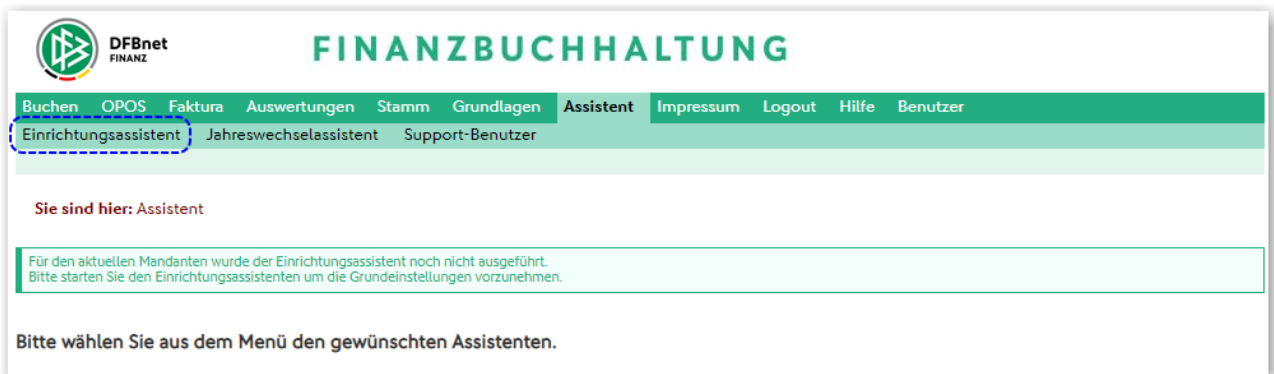 DFBnet
FINANZ
FINANZBUCHHALTUNG
Buchen OPOS Faktura Auswertungen Stamm Grundlagen Assistent Impressum Logout Hilfe Benutzer
Einrichtungsassistent Jahreswechselassistent Support-Benutzer
Sie sind hier: Assistent
Für den aktuellen Mandanten wurde der Einrichtungsassistent noch nicht ausgeführt.
Bitte starten Sie den Einrichtungsassistenten um die Grundeinstellungen vorzunehmen.
Bitte wählen Sie aus dem Menü den gewünschten Assistenten.